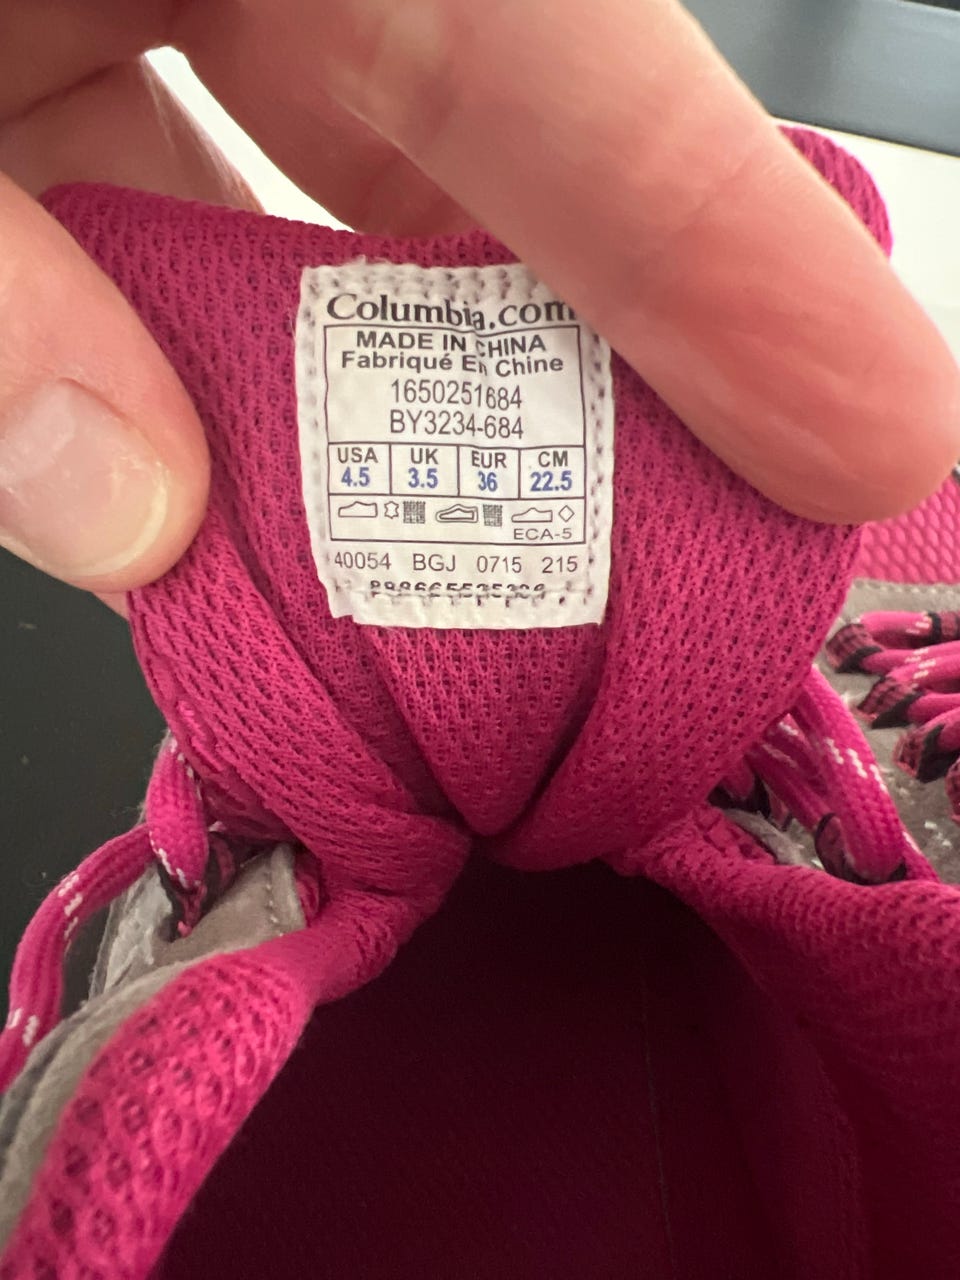 Columbia.com
MADE IN CHINA
Fabriqué En Chine
1650251684
BY3234-684
USA UK EUR CM
4.5 3.5 36 22.5
ECA-5
40054 BGJ 0715 215